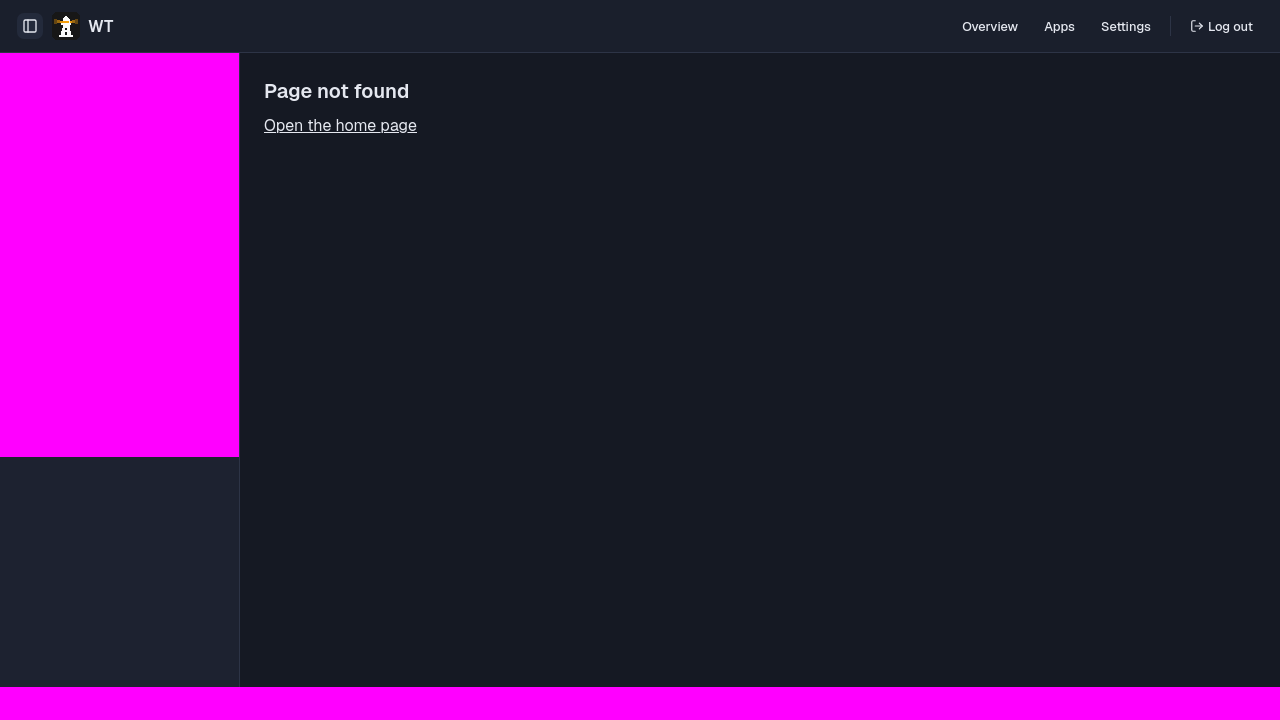 WT
Overview
Apps
Settings
Log out
Page not found
Open the home page